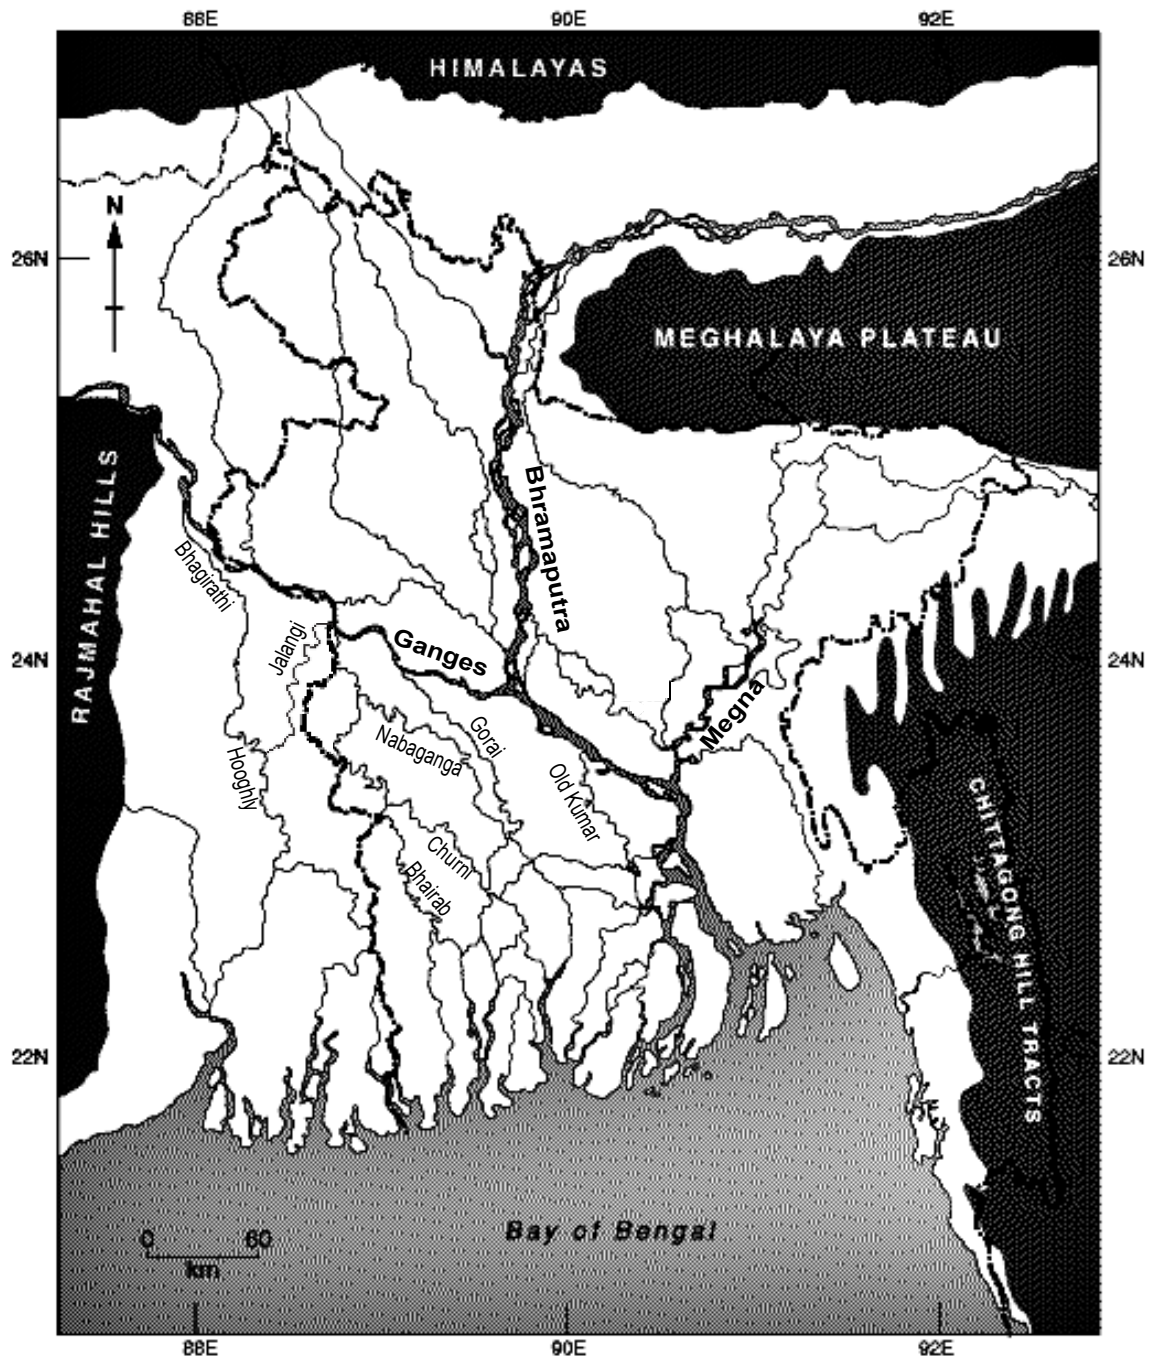 88E 90E 92E
HIMALAYAS
N
26N 26N
MEGHALAYA PLATEAU
RAJMAHAL HILLS
Bhramaputra
Bhagirathi
Jalangi
Ganges
24N 24N
Megna
Gorai
Nabaganga
Hooghly
Old Kumar
CHITTAGONG HILL TRACTS
Churni
Bhairab
22N 22N
Bay of Bengal
0 60
km
88E 90E 92E